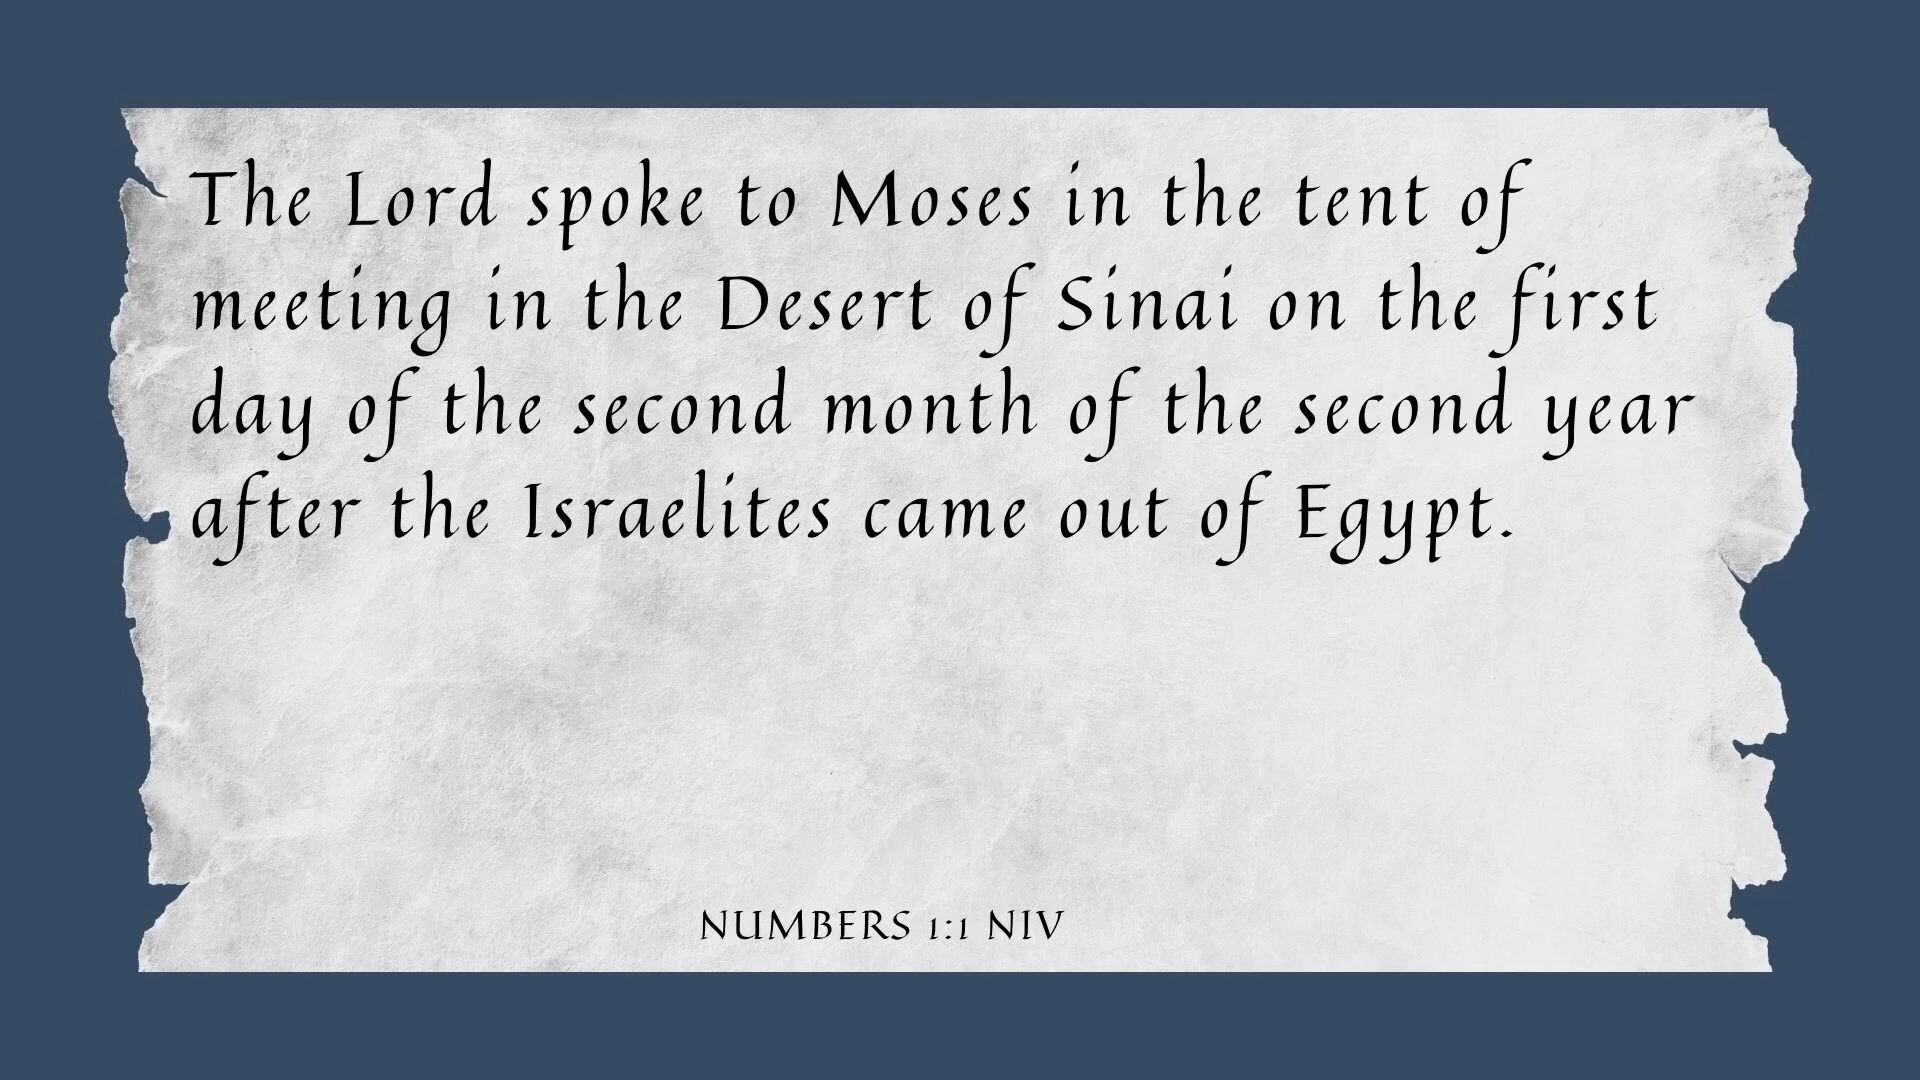 The Lord spoke to Moses in the tent of
meeting in the Desert of Sinai on the first
day of the second month of the second year
after the Israelites came out of Egypt.
NUMBERS 1:1 NIV